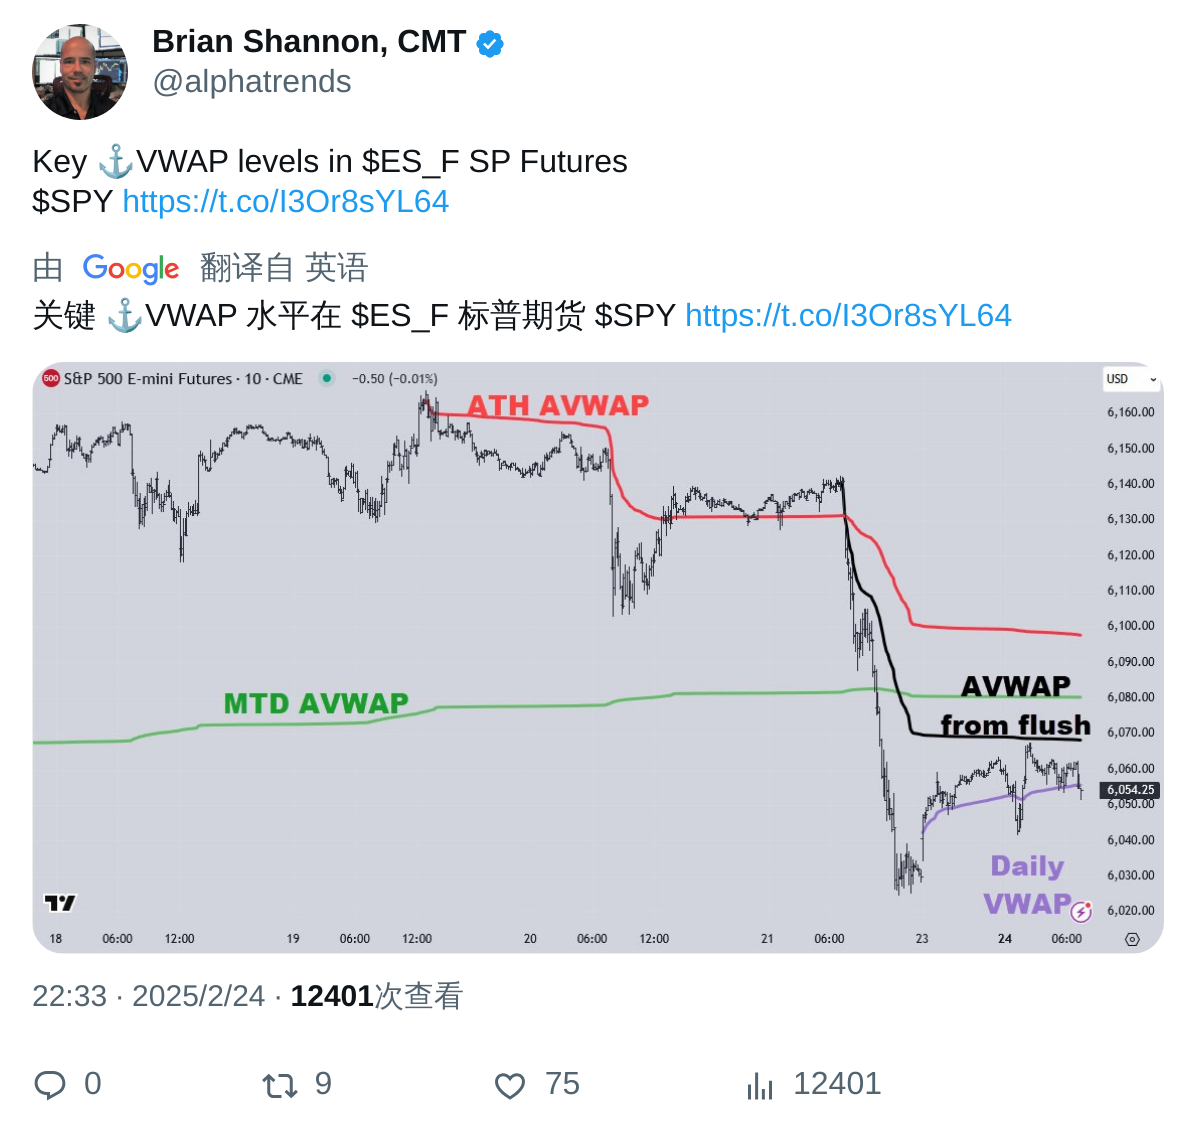 Brian Shannon, CMT
@alphatrends
Key ⚓VWAP levels in $ES_F SP Futures
$SPY https://t.co/I3Or8sYL64
由 Google 翻译自 英语
关键 ⚓VWAP 水平在 $ES_F 标普期货 $SPY https://t.co/I3Or8sYL64
500 S&P 500 E-mini Futures · 10 · CME −0.50 (−0.01%)
USD
ATH AVWAP
MTD AVWAP
AVWAP
from flush
Daily
VWAP
6,160.00
6,150.00
6,140.00
6,130.00
6,120.00
6,110.00
6,100.00
6,090.00
6,080.00
6,070.00
6,060.00
6,054.25
6,050.00
6,040.00
6,030.00
6,020.00
18 06:00 12:00 19 06:00 12:00 20 06:00 12:00 21 06:00 23 24 06:00
22:33 · 2025/2/24 · 12401次查看
0 9 75 12401